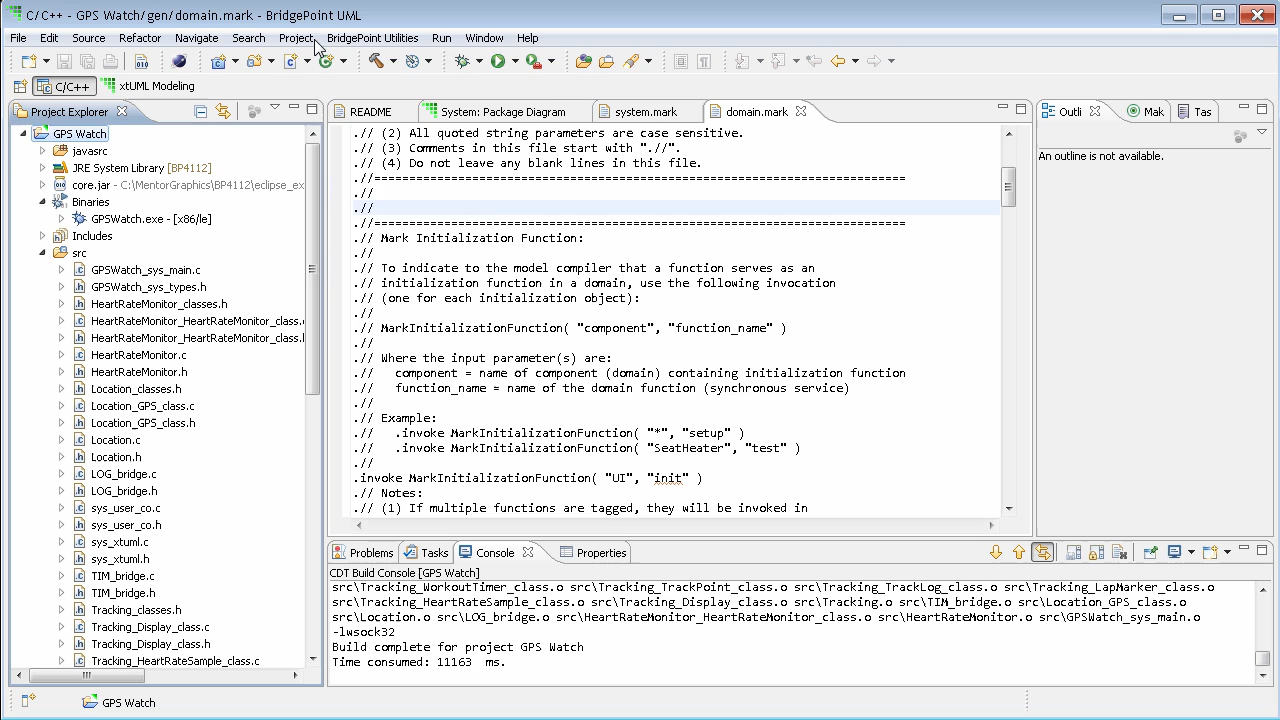 C/C++ - GPS Watch/gen/domain.mark - BridgePoint UML
File Edit Source Refactor Navigate Search Project BridgePoint Utilities Run Window Help
C/C++ xtUML Modeling
Project Explorer
GPS Watch
javasrc
JRE System Library [BP4112]
core.jar - C:\MentorGraphics\BP4112\eclipse_ex
Binaries
GPSWatch.exe - [x86/le]
Includes
src
GPSWatch_sys_main.c
GPSWatch_sys_types.h
HeartRateMonitor_classes.h
HeartRateMonitor_HeartRateMonitor_class.
HeartRateMonitor_HeartRateMonitor_class.
HeartRateMonitor.c
HeartRateMonitor.h
Location_classes.h
Location_GPS_class.c
Location_GPS_class.h
Location.c
Location.h
LOG_bridge.c
LOG_bridge.h
sys_user_co.c
sys_user_co.h
sys_xtuml.c
sys_xtuml.h
TIM_bridge.c
TIM_bridge.h
Tracking_classes.h
Tracking_Display_class.c
Tracking_Display_class.h
Tracking_HeartRateSample_class.c
README System: Package Diagram system.mark domain.mark
.// (2) All quoted string parameters are case sensitive.
.// (3) Comments in this file start with ".//".
.// (4) Do not leave any blank lines in this file.
.//============================================================================
.//
.//
.//============================================================================
.// Mark Initialization Function:
.//
.// To indicate to the model compiler that a function serves as an
.// initialization function in a domain, use the following invocation
.// (one for each initialization object):
.//
.// MarkInitializationFunction( "component", "function_name" )
.//
.// Where the input parameter(s) are:
.//   component = name of component (domain) containing initialization function
.//   function_name = name of the domain function (synchronous service)
.//
.// Example:
.//   .invoke MarkInitializationFunction( "*", "setup" )
.//   .invoke MarkInitializationFunction( "SeatHeater", "test" )
.//
.invoke MarkInitializationFunction( "UI", "init" )
.// Notes:
.// (1) If multiple functions are tagged, they will be invoked in
Outli Mak Tas
An outline is not available.
Problems Tasks Console Properties
CDT Build Console [GPS Watch]
src\Tracking_WorkoutTimer_class.o src\Tracking_TrackPoint_class.o src\Tracking_TrackLog_class.o src\Tracking_LapMarker_class.o
src\Tracking_HeartRateSample_class.o src\Tracking_Display_class.o src\Tracking.o src\TIM_bridge.o src\Location_GPS_class.o
src\Location.o src\LOG_bridge.o src\HeartRateMonitor_HeartRateMonitor_class.o src\HeartRateMonitor.o src\GPSWatch_sys_main.o
-lwsock32
Build complete for project GPS Watch
Time consumed: 11163  ms.
GPS Watch